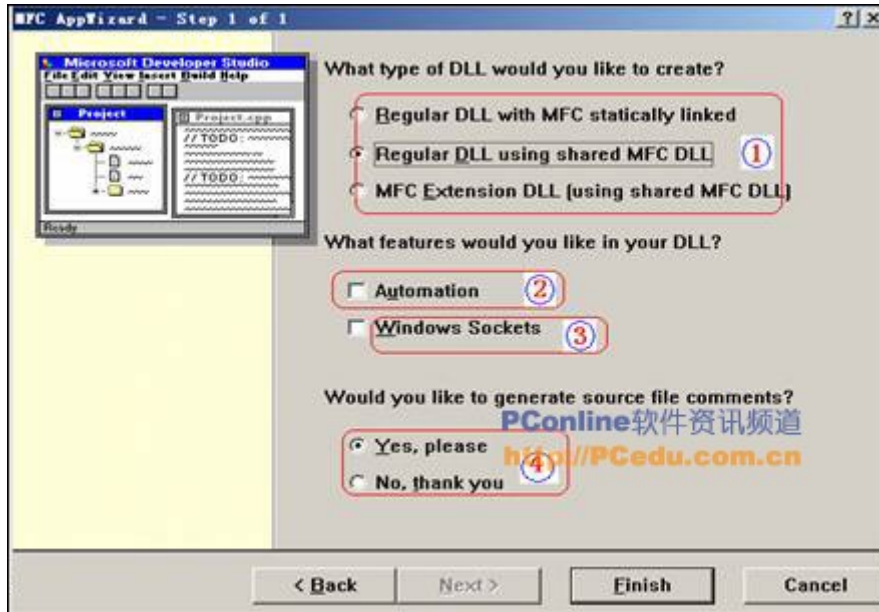 MFC AppWizard - Step 1 of 1
Microsoft Developer Studio
File Edit View Insert Build Help
Project
Project.cpp
// TODO:
// TODO:
Ready
What type of DLL would you like to create?
Regular DLL with MFC statically linked
Regular DLL using shared MFC DLL
MFC Extension DLL (using shared MFC DLL)
①
What features would you like in your DLL?
Automation ②
Windows Sockets ③
Would you like to generate source file comments?
PConline软件资讯频道
Yes, please
http://PCedu.com.cn
④
No, thank you
< Back Next > Finish Cancel